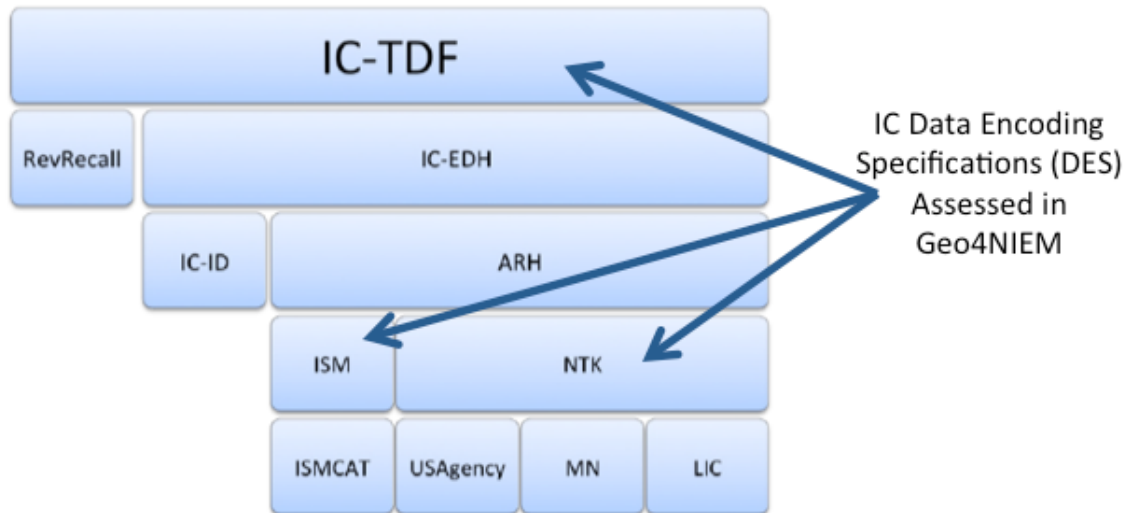 IC-TDF
RevRecall
IC-EDH
IC Data Encoding
Specifications (DES)
Assessed in
Geo4NIEM
IC-ID
ARH
ISM
NTK
ISMCAT
USAgency
MN
LIC